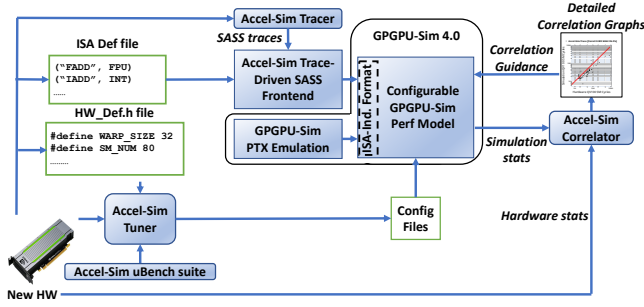 Accel-Sim Tracer
Detailed
Correlation Graphs
ISA Def file
SASS traces
GPGPU-Sim 4.0
("FADD", FPU)
("IADD", INT)
......
Accel-Sim Trace-
Driven SASS
Frontend
ISA-Ind. Format
Configurable
GPGPU-Sim
Perf Model
Correlation
Guidance
HW_Def.h file
#define WARP_SIZE 32
#define SM_NUM 80
.........
GPGPU-Sim
PTX Emulation
Simulation
stats
Accel-Sim
Correlator
Accel-Sim
Tuner
Config
Files
Hardware stats
Accel-Sim uBench suite
New HW